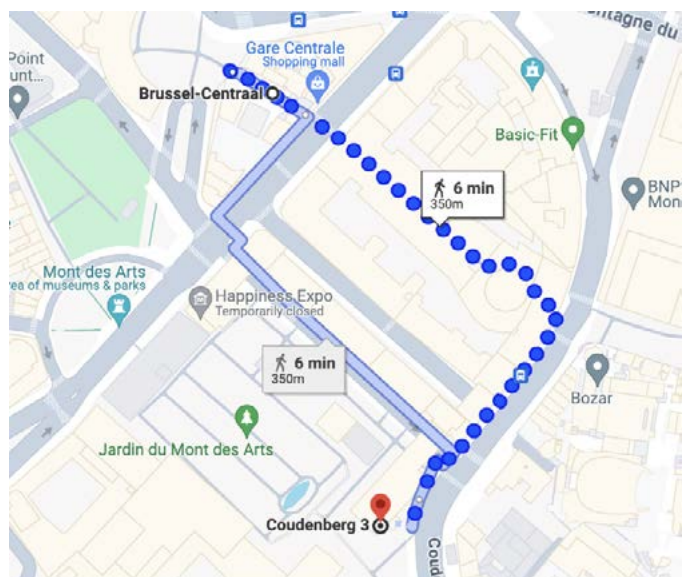 ntagne du
Gare Centrale
Shopping mall
Point
unt...
Brussel-Centraal
Basic-Fit
6 min
350m
BNP
Mon
Mont des Arts
rea of museums & parks
Happiness Expo
Temporarily closed
6 min
350m
Bozar
Jardin du Mont des Arts
Coudenberg 3
Coud